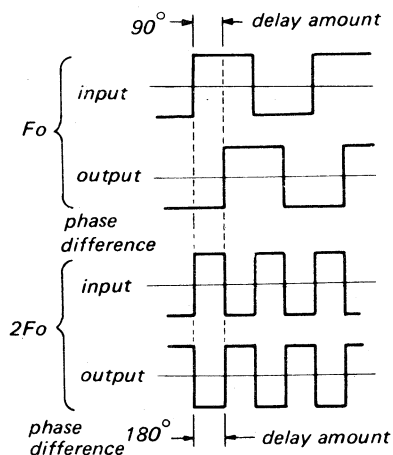 90° delay amount
input
Fo
output
phase
difference
input
2Fo
output
phase
difference 180° delay amount